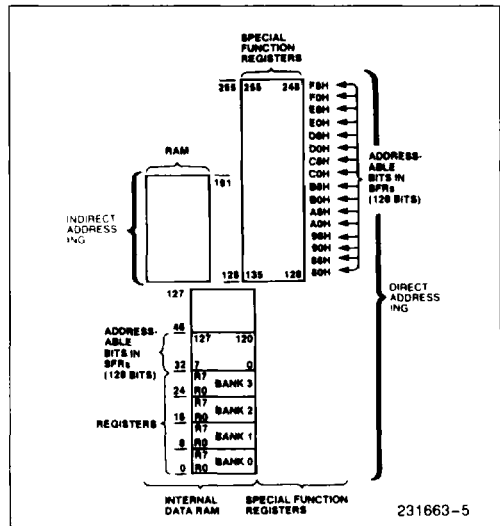 SPECIAL
FUNCTION
REGISTERS
255 255 248
F8H
F0H
E8H
E0H
D8H
D0H
C8H
C0H
B8H
B0H
A8H
A0H
98H
90H
88H
80H
ADDRESS-
ABLE
BITS IN
SFRs
(128 BITS)
RAM
191
INDIRECT
ADDRESS
ING
128 135 128
DIRECT
ADDRESS
ING
127
ADDRESS-
ABLE
BITS IN
SFRs
(128 BITS)
127 120
32 7 0
R7
BANK 3
24 R0
R7
BANK 2
16 R0
R7
BANK 1
8 R0
R7
BANK 0
0 R0
REGISTERS
INTERNAL
DATA RAM
SPECIAL FUNCTION
REGISTERS
231663-5